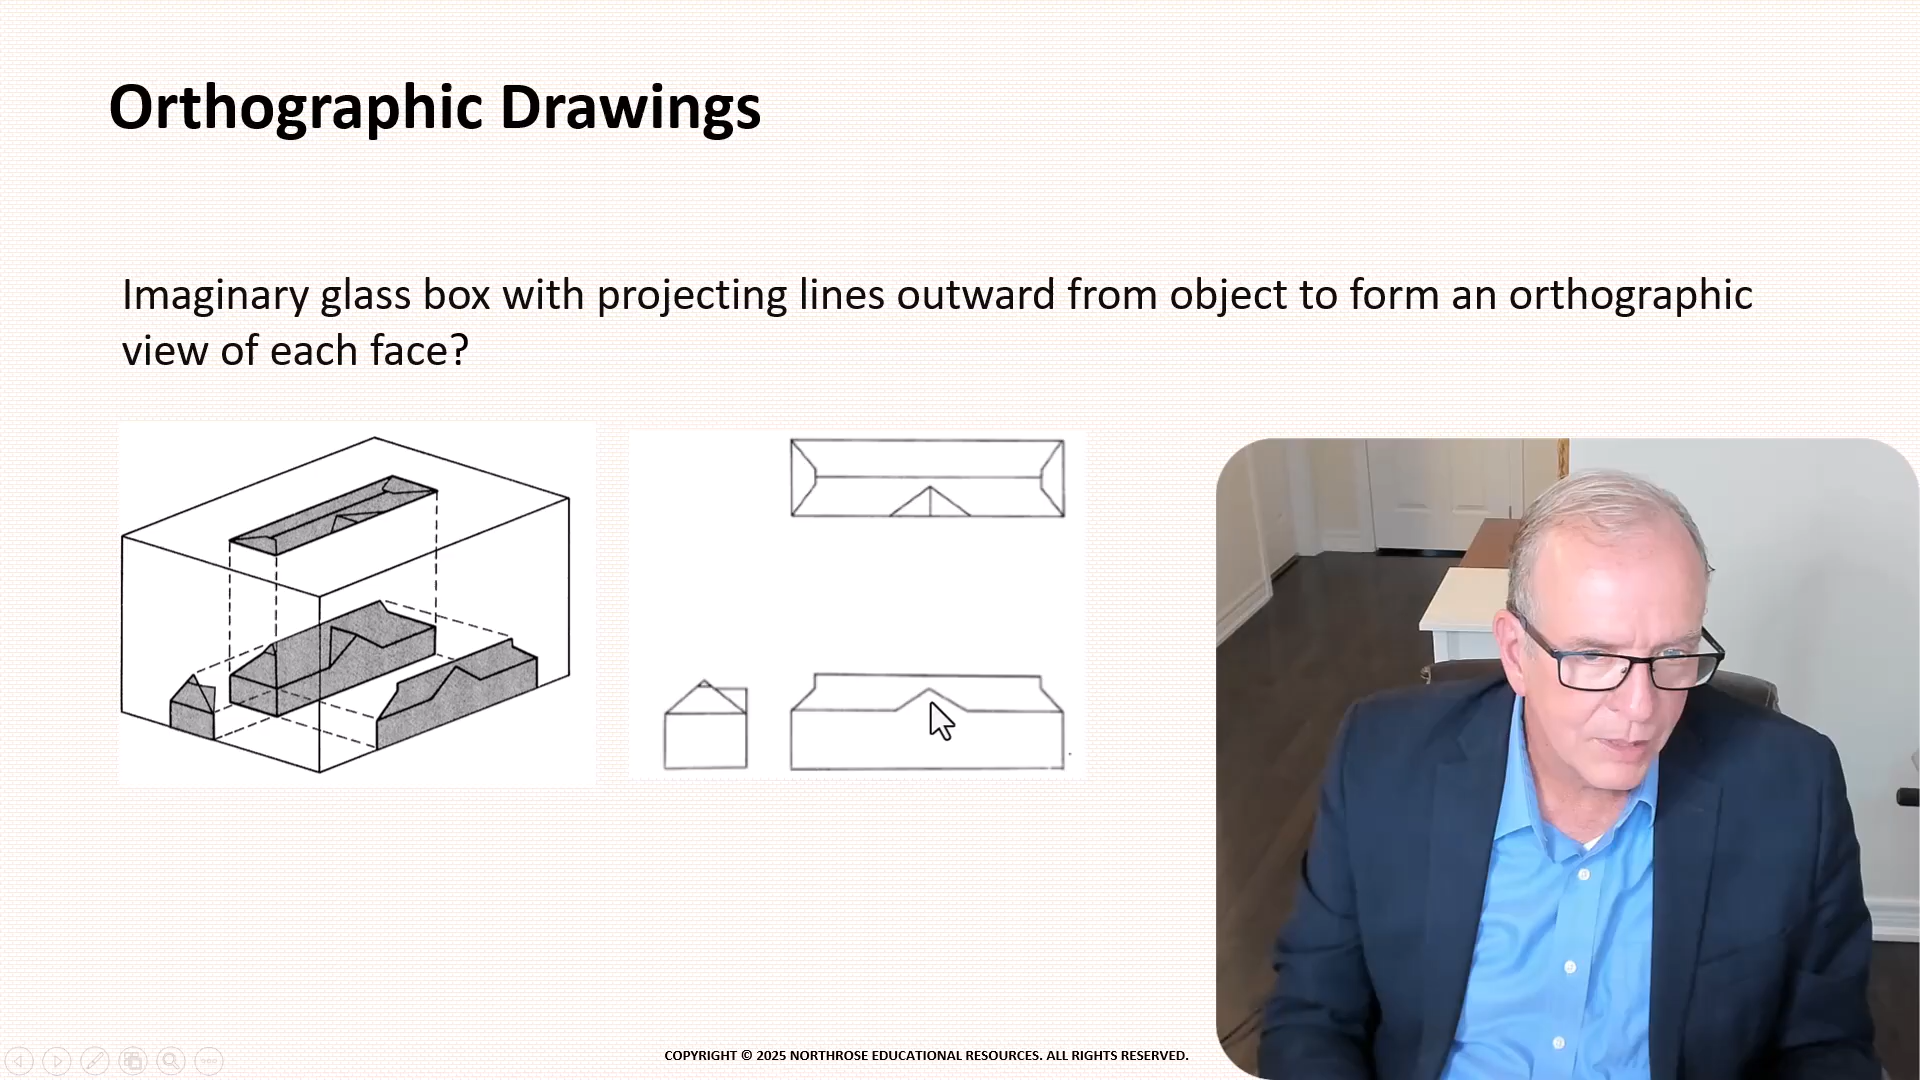 Orthographic Drawings
Imaginary glass box with projecting lines outward from object to form an orthographic
view of each face?
COPYRIGHT © 2025 NORTHROSE EDUCATIONAL RESOURCES. ALL RIGHTS RESERVED.